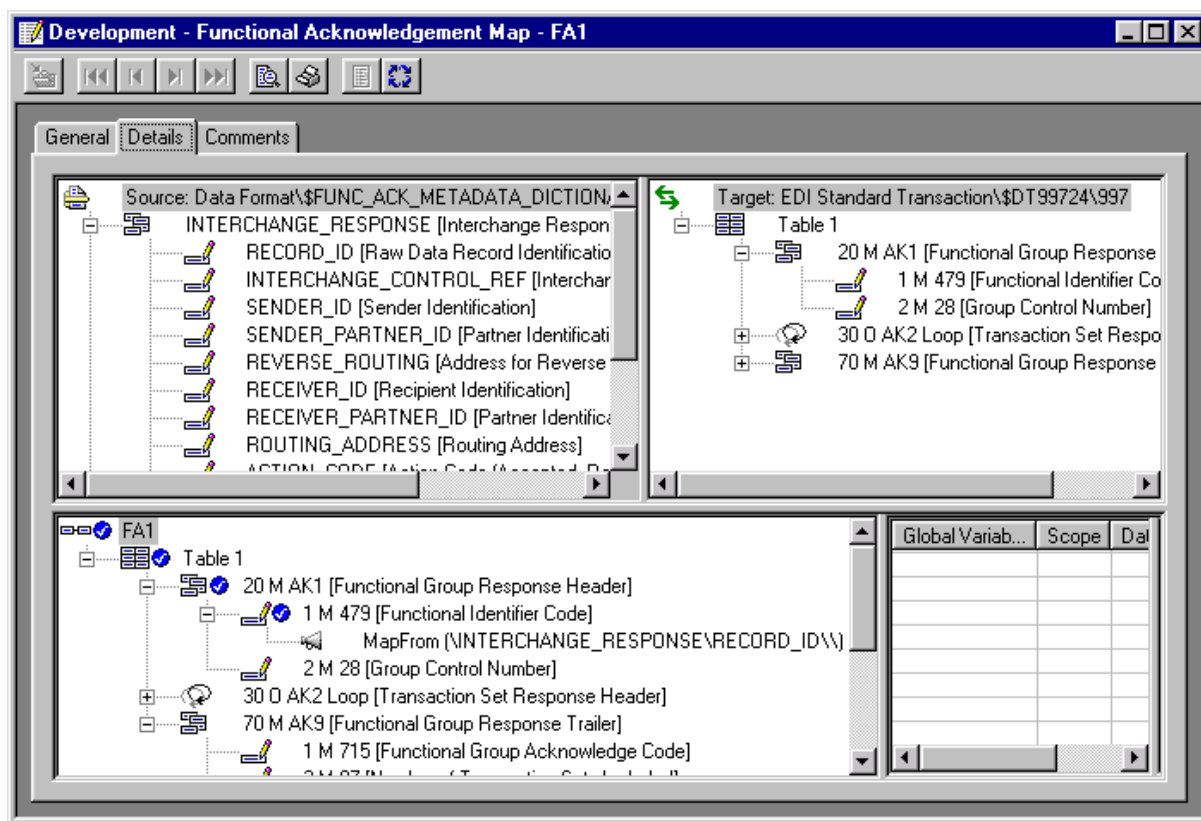 Development - Functional Acknowledgement Map - FA1
General Details Comments
Source: Data Format\$FUNC_ACK_METADATA_DICTION
INTERCHANGE_RESPONSE [Interchange Respon
RECORD_ID [Raw Data Record Identificatio
INTERCHANGE_CONTROL_REF [Interchar
SENDER_ID [Sender Identification]
SENDER_PARTNER_ID [Partner Identificati
REVERSE_ROUTING [Address for Reverse
RECEIVER_ID [Recipient Identification]
RECEIVER_PARTNER_ID [Partner Identifica
ROUTING_ADDRESS [Routing Address]
Target: EDI Standard Transaction\$DT99724\997
Table 1
20 M AK1 [Functional Group Response
1 M 479 [Functional Identifier Co
2 M 28 [Group Control Number]
30 O AK2 Loop [Transaction Set Respo
70 M AK9 [Functional Group Response
FA1
Table 1
20 M AK1 [Functional Group Response Header]
1 M 479 [Functional Identifier Code]
MapFrom (\INTERCHANGE_RESPONSE\RECORD_ID\\)
2 M 28 [Group Control Number]
30 O AK2 Loop [Transaction Set Response Header]
70 M AK9 [Functional Group Response Trailer]
1 M 715 [Functional Group Acknowledge Code]
Global Variab... Scope Dat